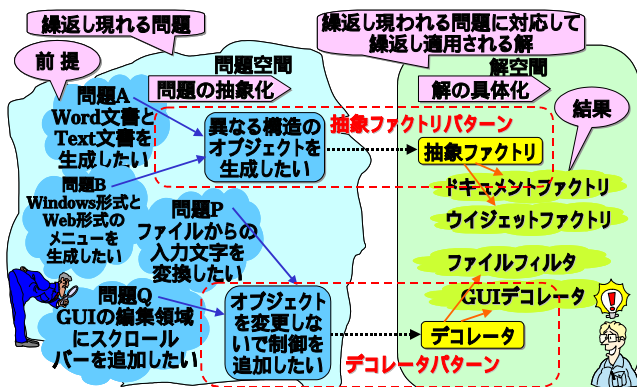 繰返し現れる問題
繰返し現われる問題に対応して
繰返し適用される解
前 提
問題空間
解空間
問題の抽象化
解の具体化
結果
問題A
Word文書と
Text文書を
生成したい
異なる構造の
オブジェクトを
生成したい
抽象ファクトリパターン
抽象ファクトリ
ドキュメントファクトリ
ウイジェットファクトリ
問題B
Windows形式と
Web形式の
メニューを
生成したい
問題P
ファイルからの
入力文字を
変換したい
ファイルフィルタ
GUIデコレータ
問題Q
GUIの編集領域
にスクロール
バーを追加したい
オブジェクト
を変更しな
いで制御を
追加したい
デコレータ
デコレータパターン